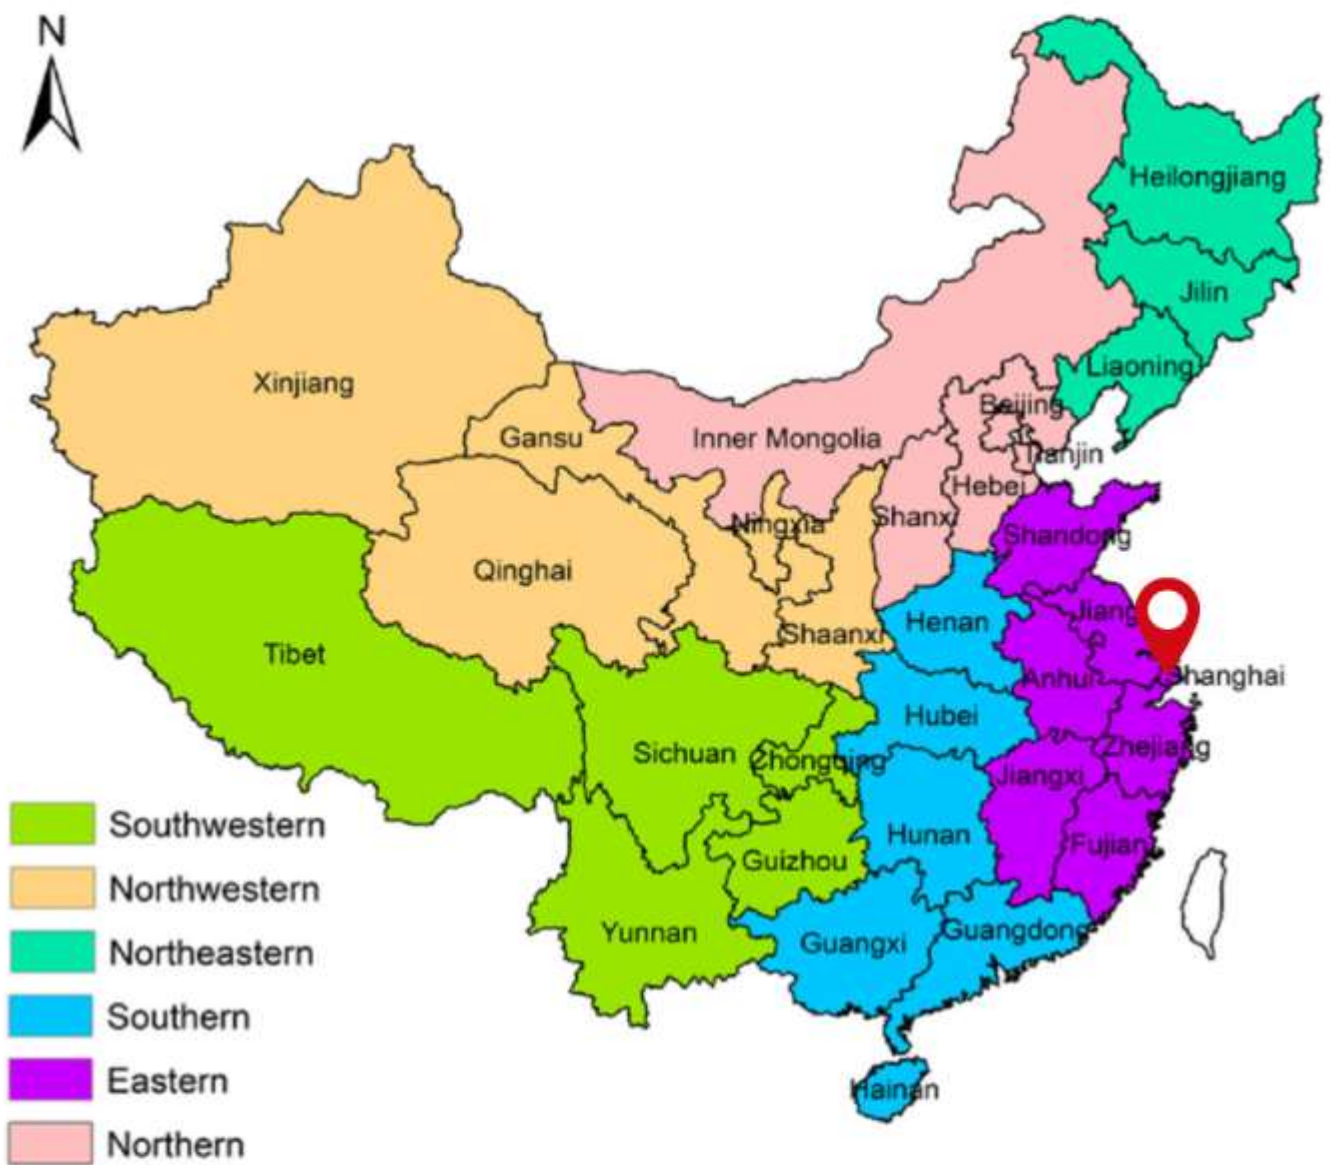 N
Heilongjiang
Jilin
Liaoning
Xinjiang
Beijing
Gansu
Inner Mongolia
Tianjin
Hebei
Ningxia
Shanxi
Shandong
Qinghai
Jiang
Henan
Shaanxi
Tibet
Anhui
Shanghai
Hubei
Sichuan
Zhejiang
Chongqing
Jiangxi
Hunan
Fujian
Guizhou
Yunnan
Guangxi
Guangdong
Hainan
Southwestern
Northwestern
Northeastern
Southern
Eastern
Northern